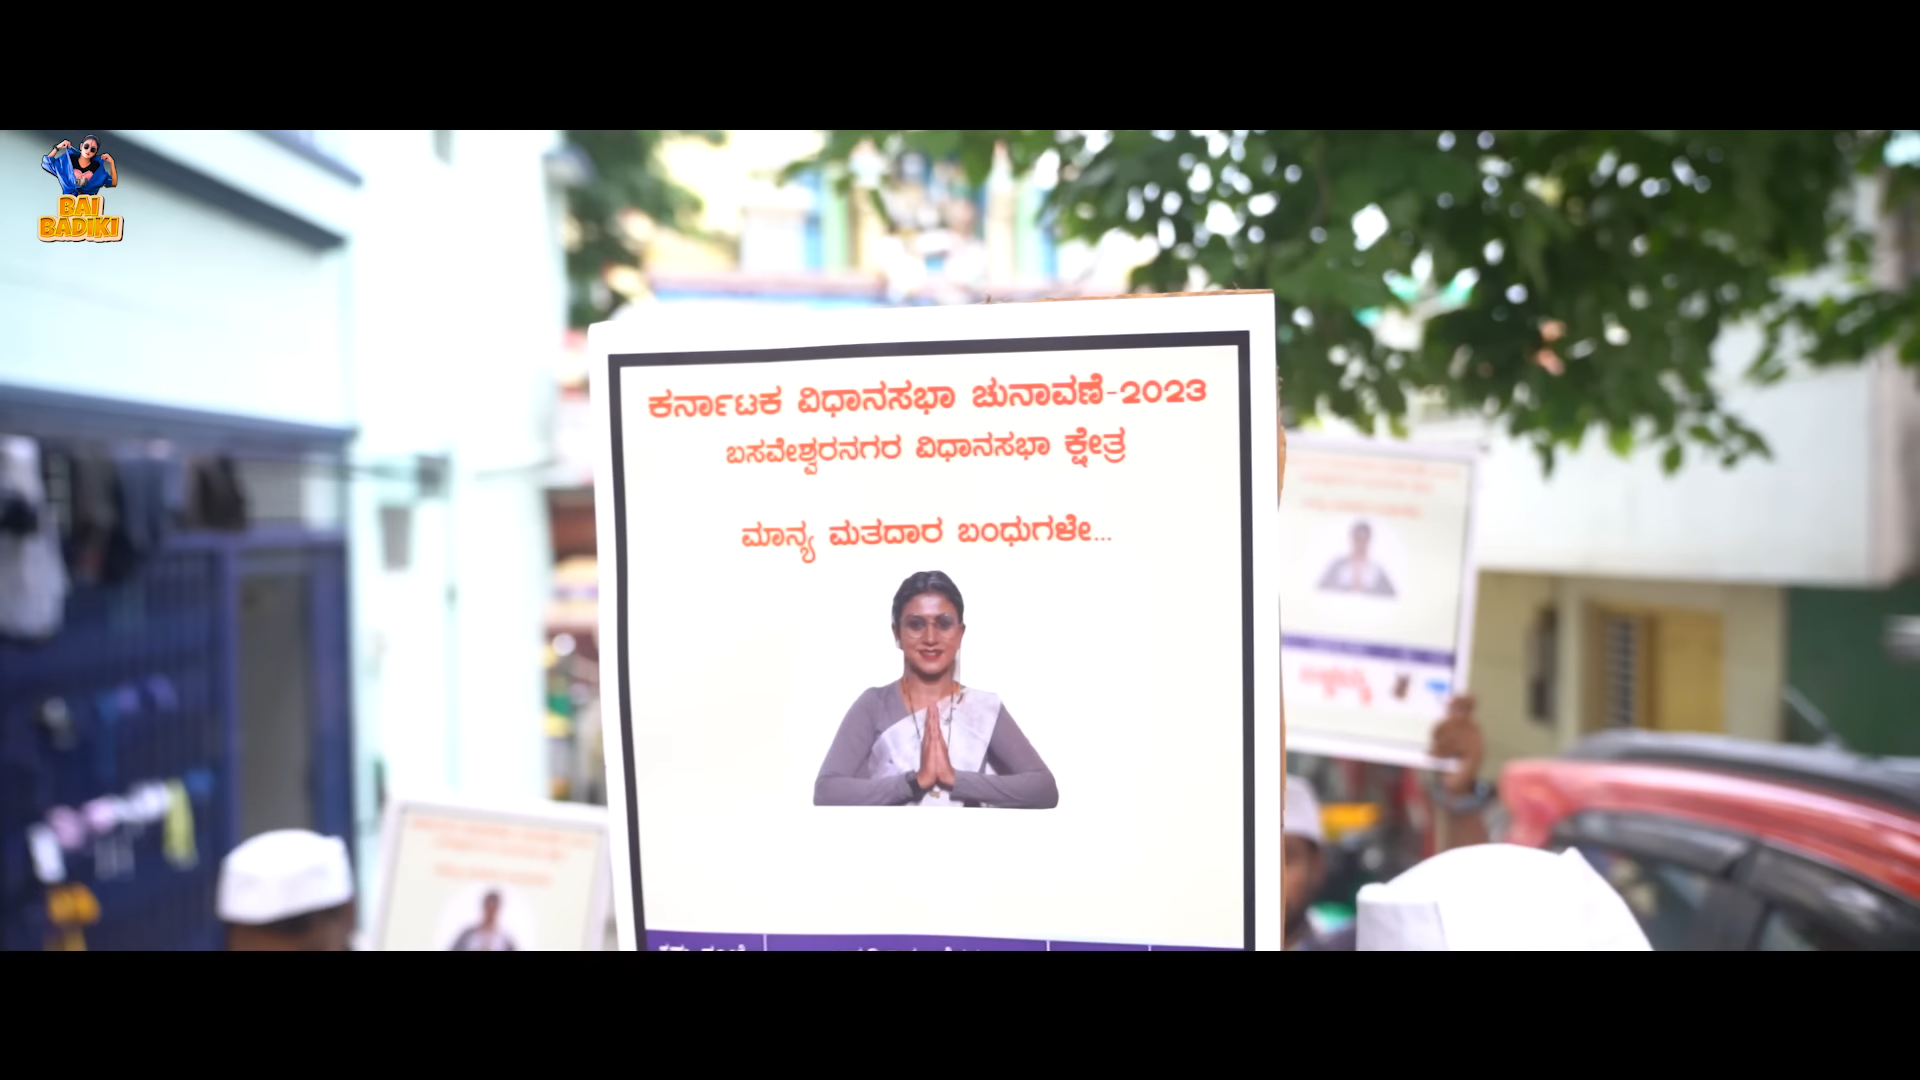 BAI
BADIKI
ಕರ್ನಾಟಕ ವಿಧಾನಸಭಾ ಚುನಾವಣೆ-2023
ಬಸವೇಶ್ವರನಗರ ವಿಧಾನಸಭಾ ಕ್ಷೇತ್ರ
ಮಾನ್ಯ ಮತದಾರ ಬಂಧುಗಳೇ...